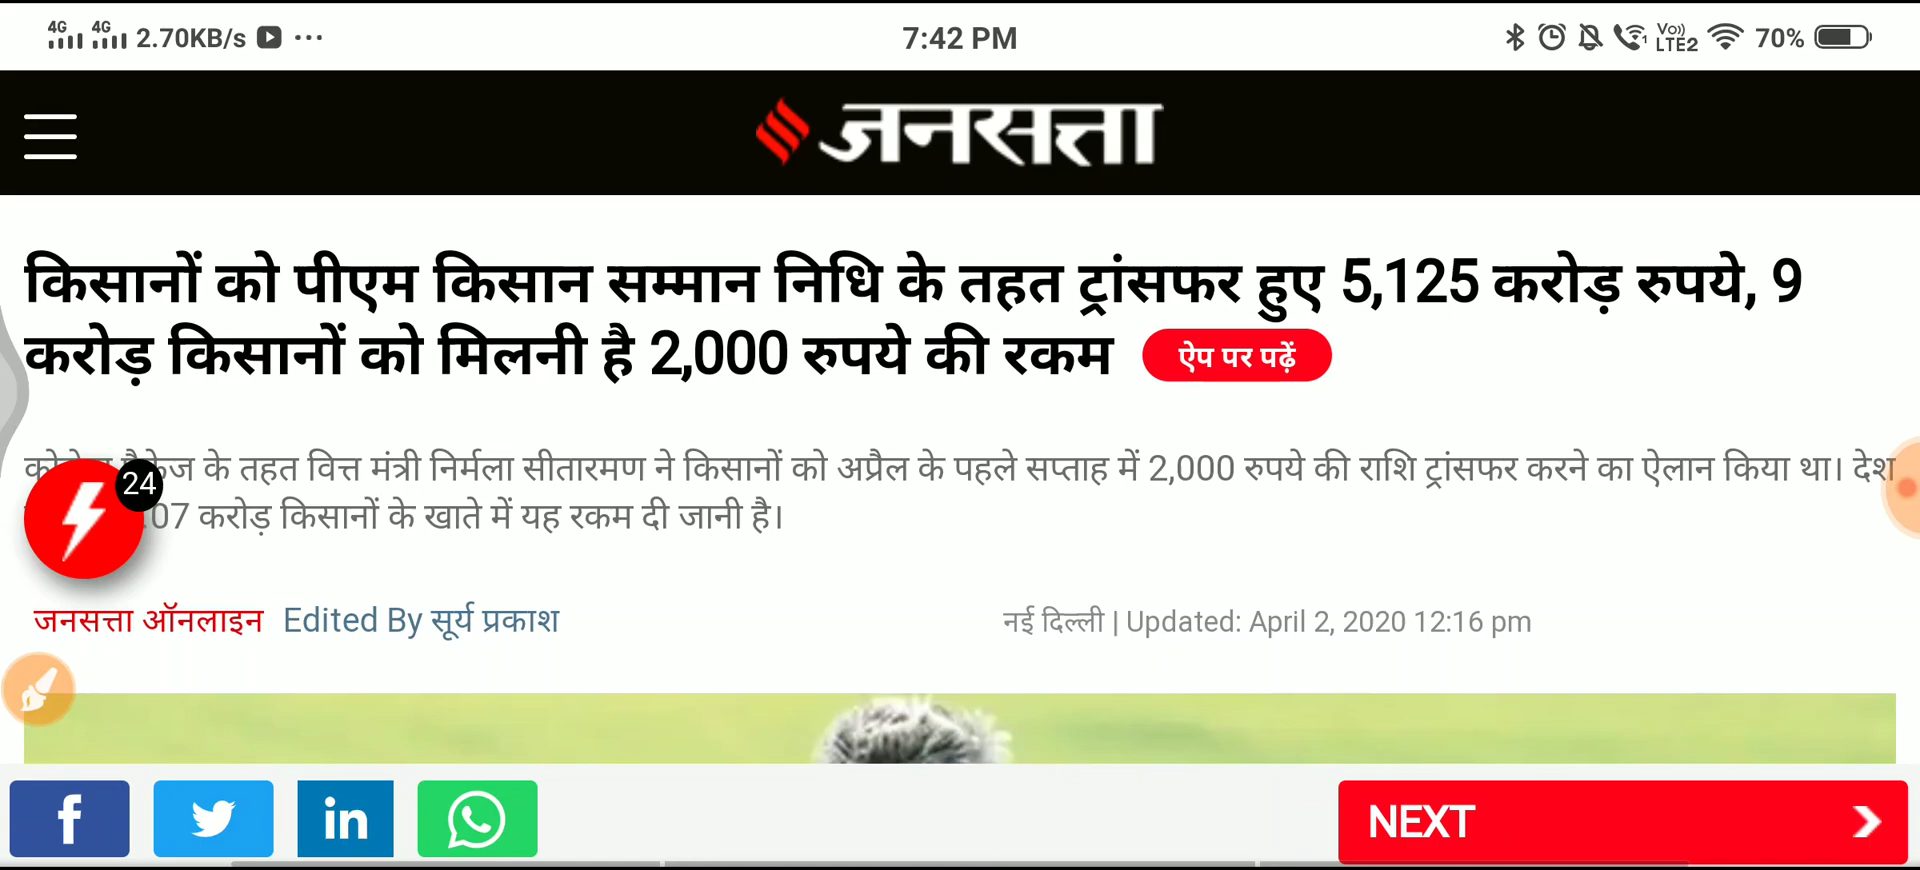 4G 4G 2.70KB/s ... 7:42 PM Vo)) LTE2 70%
जनसत्ता
किसानों को पीएम किसान सम्मान निधि के तहत ट्रांसफर हुए 5,125 करोड़ रुपये, 9
करोड़ किसानों को मिलनी है 2,000 रुपये की रकम ऐप पर पढ़ें
के तहत वित्त मंत्री निर्मला सीतारमण ने किसानों को अप्रैल के पहले सप्ताह में 2,000 रुपये की राशि ट्रांसफर करने का ऐलान किया था। देश
24
07 करोड़ किसानों के खाते में यह रकम दी जानी है।
जनसत्ता ऑनलाइन Edited By सूर्य प्रकाश नई दिल्ली | Updated: April 2, 2020 12:16 pm
f in NEXT